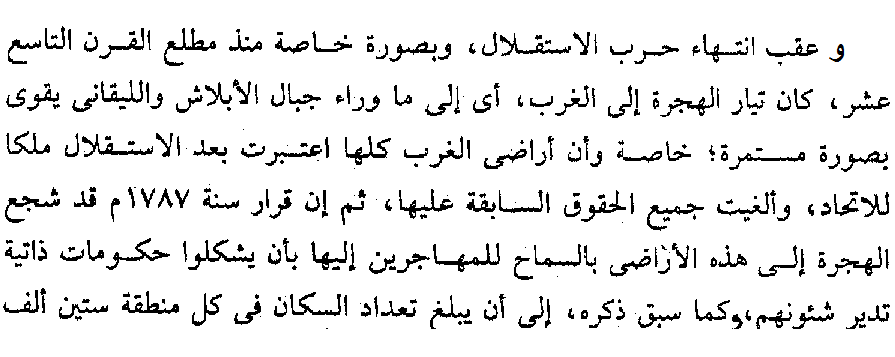 و عقب انتهاء حرب الاستقلال، وبصورة خاصة منذ مطلع القرن التاسع
عشر، كان تيار الهجرة إلى الغرب، أى إلى ما وراء جبال الأبلاش والليقانى يقوى
بصورة مستمرة؛ خاصة وأن أراضى الغرب كلها اعتبرت بعد الاستقلال ملكا
للاتحاد، وألغيت جميع الحقوق السابقة عليها، ثم إن قرار سنة ١٧٨٧م قد شجع
الهجرة إلى هذه الأراضى بالسماح للمهاجرين إليها بأن يشكلوا حكومات ذاتية
تدير شئونهم، وكما سبق ذكره، إلى أن يبلغ تعداد السكان فى كل منطقة ستين ألف